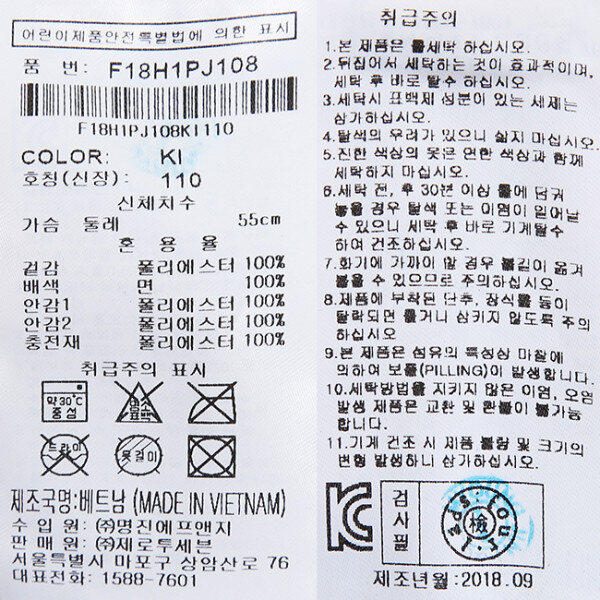 어린이제품안전특별법에 의한 표시
품 번: F18H1PJ108
F18H1PJ108KI110
COLOR: KI
호칭(신장): 110
신체치수
가슴 둘레 55cm
혼 용 율
겉감 폴리에스터 100%
배색 면 100%
안감1 폴리에스터 100%
안감2 폴리에스터 100%
충전재 폴리에스터 100%
취급주의 표시
약30℃
중성
염소
표백
드라이
옷걸이
제조국명:베트남 (MADE IN VIETNAM)
수 입 원: ㈜명진에프앤지
판 매 원: ㈜제로투세븐
서울특별시 마포구 상암산로 76
대표전화: 1588-7601
취급주의
1.본 제품은 물세탁 하십시오.
2.뒤집어서 세탁하는 것이 효과적이며,
세탁 후 바로 탈수 하십시오.
3.세탁시 표백제 성분이 있는 세제는
삼가하십시오.
4.탈색의 우려가 있으니 삶지 마십시오.
5.진한 색상의 옷은 연한 색상과 함께
세탁하지 마십시오.
6.세탁 전, 후 30분 이상 물에 담궈
놓을 경우 탈색 또는 이염이 일어날
수 있으니 세탁 후 바로 기계탈수
하여 건조하십시오.
7.화기에 가까이 할 경우 불길이 옮겨
붙을 수 있으므로 주의하십시오.
8.제품에 부착된 단추, 장식물 등이
탈락되면 물거나 삼키지 않도록 주의
하십시오
9.본 제품은 섬유의 특성상 마찰에
의하여 보풀(PILLING)이 발생합니다.
10.세탁방법을 지키지 않은 이염, 오염
발생 제품은 교환 및 환불이 불가능
합니다.
11.기계 건조 시 제품 불량 및 크기의
변형 발생하니 삼가하십시오.
검
사
필
檢
제조년월:2018.09